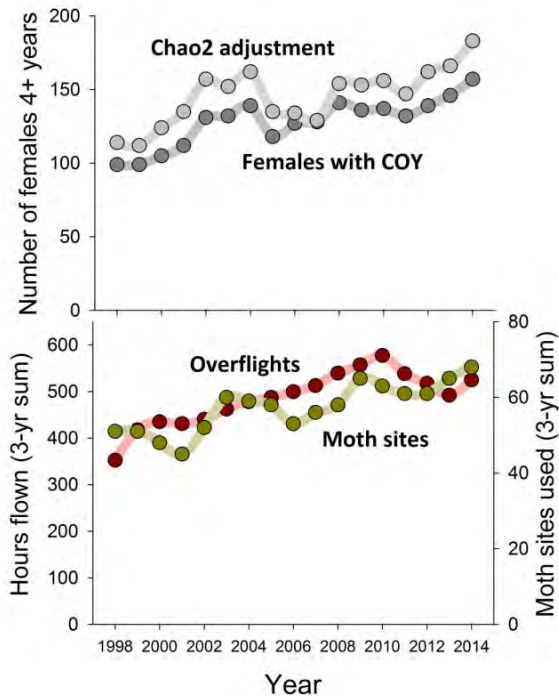 200
150
100
50
0
Number of females 4+ years
Chao2 adjustment
Females with COY
600
500
400
300
200
100
0
Hours flown (3-yr sum)
Overflights
Moth sites
80
60
40
20
0
Moth sites used (3-yr sum)
1998 2000 2002 2004 2006 2008 2010 2012 2014
Year